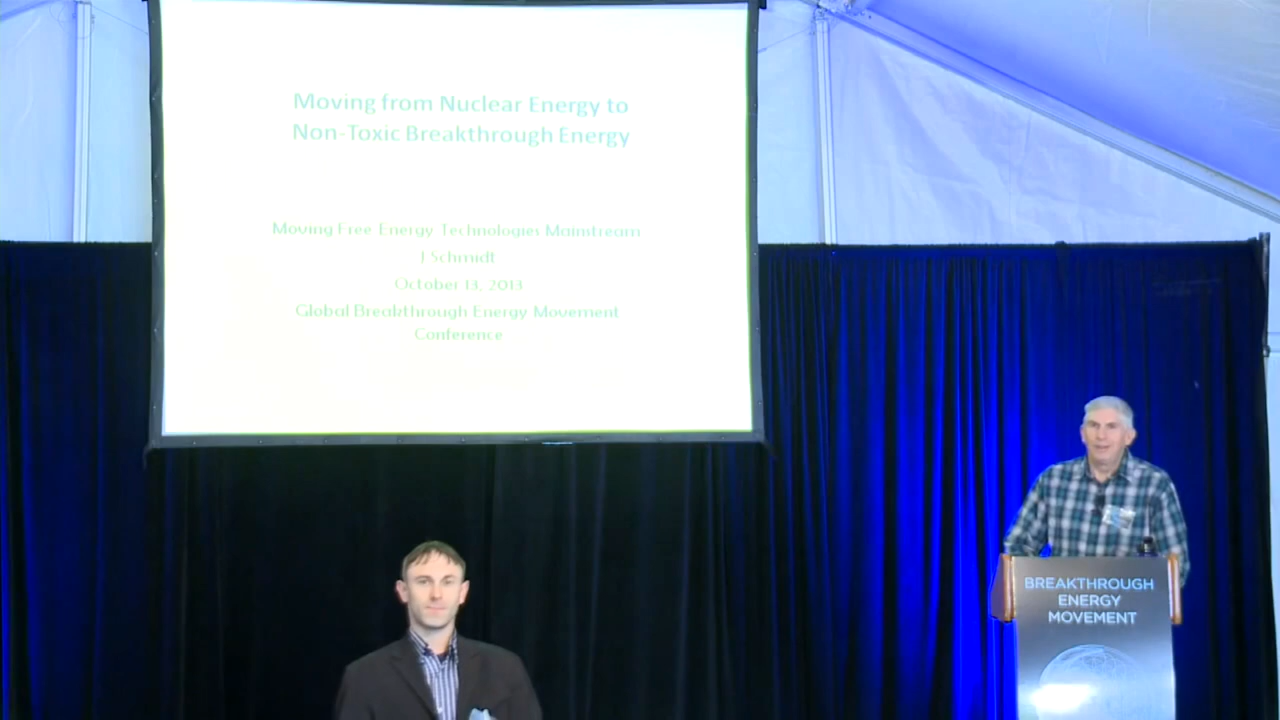 Moving from Nuclear Energy to
Non-Toxic Breakthrough Energy
Moving Free Energy Technologies Mainstream
J Schmidt
October 13, 2013
Global Breakthrough Energy Movement
Conference
BREAKTHROUGH
ENERGY
MOVEMENT